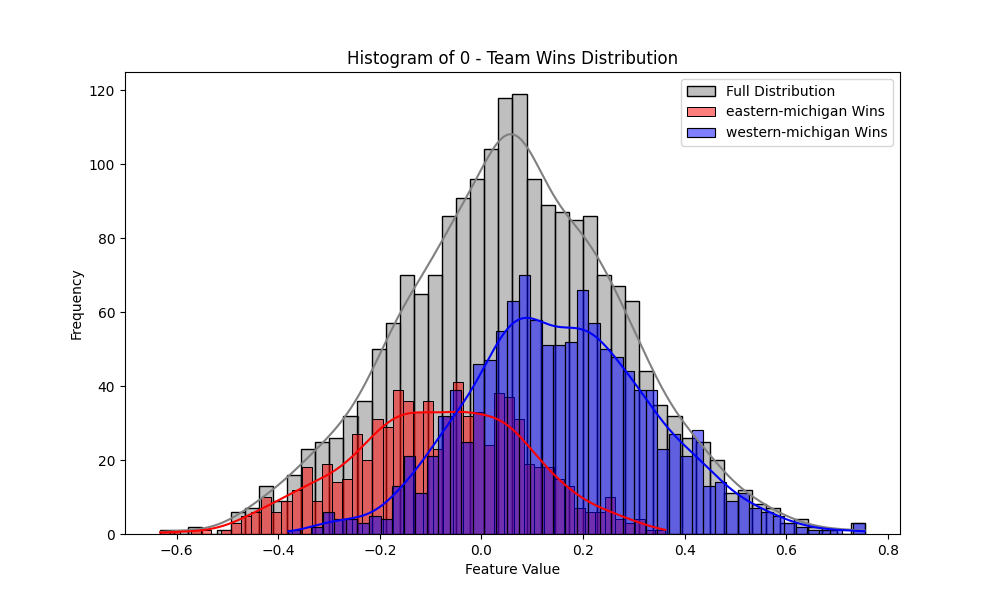 Histogram of 0 - Team Wins Distribution
Full Distribution
eastern-michigan Wins
western-michigan Wins
Frequency
120
100
80
60
40
20
0
−0.6 −0.4 −0.2 0.0 0.2 0.4 0.6 0.8
Feature Value